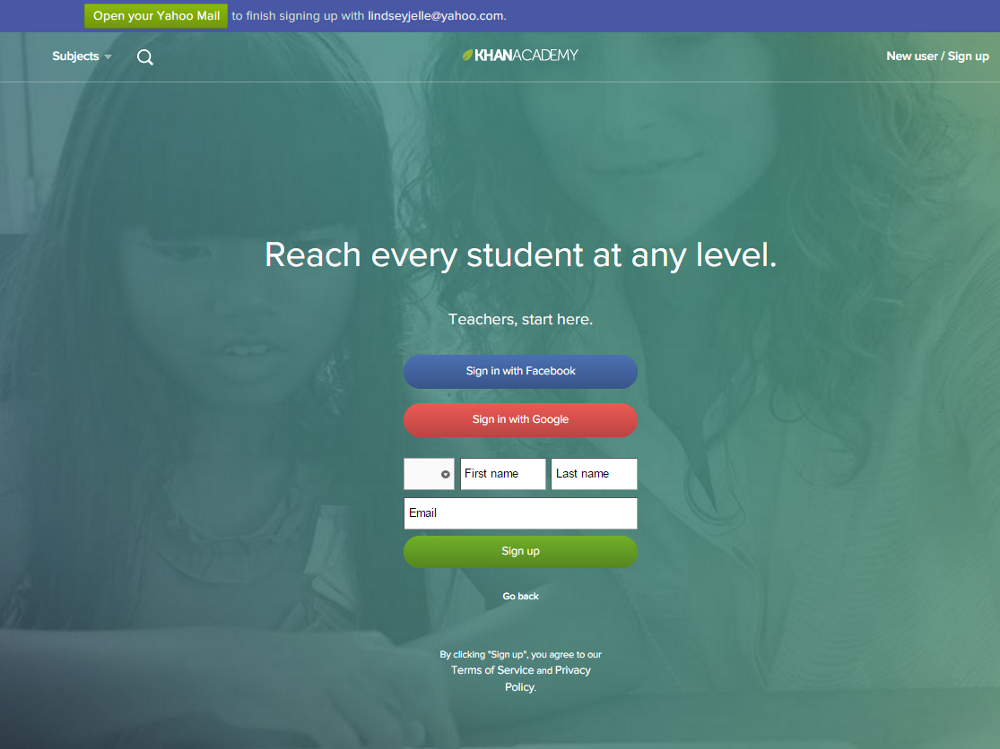 Open your Yahoo Mail to finish signing up with lindseyjelle@yahoo.com.
Subjects
KHANACADEMY
New user / Sign up
Reach every student at any level.
Teachers, start here.
Sign in with Facebook
Sign in with Google
First name
Last name
Email
Sign up
Go back
By clicking "Sign up", you agree to our
Terms of Service and Privacy
Policy.